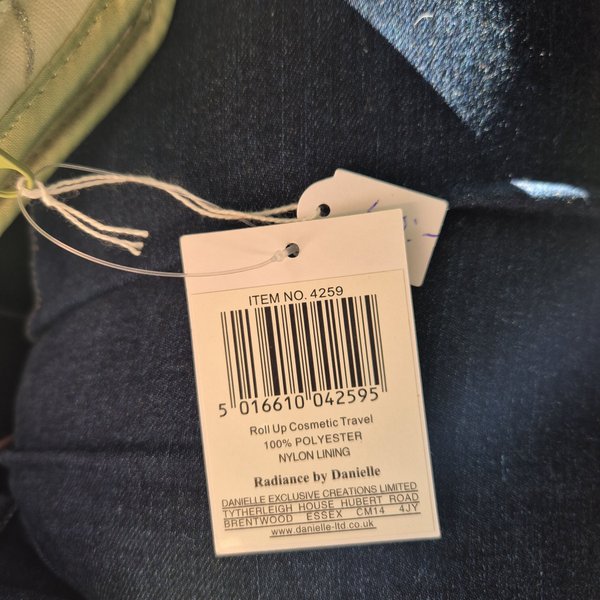 ITEM NO. 4259
5 016610 042595
Roll Up Cosmetic Travel
100% POLYESTER
NYLON LINING
Radiance by Danielle
DANIELLE EXCLUSIVE CREATIONS LIMITED
TYTHERLEIGH HOUSE HUBERT ROAD
BRENTWOOD ESSEX CM14 4JY
www.danielle-ltd.co.uk